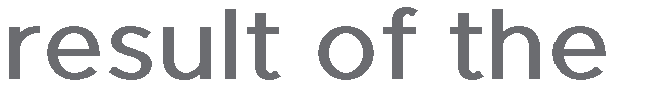 result of the